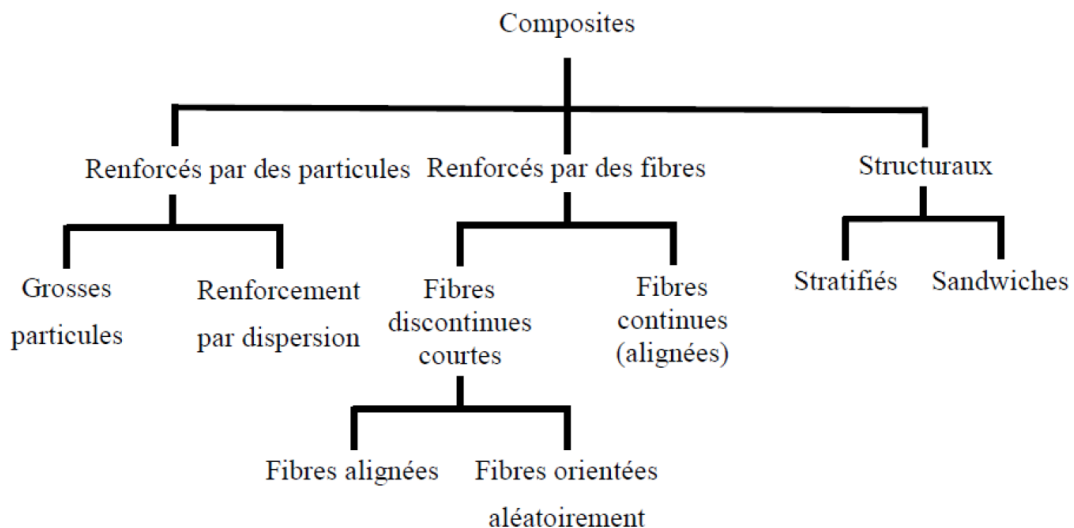 Composites
Renforcés par des particules
Renforcés par des fibres
Structuraux
Grosses
particules
Renforcement
par dispersion
Fibres
discontinues
courtes
Fibres
continues
(alignées)
Stratifiés
Sandwiches
Fibres alignées
Fibres orientées
aléatoirement